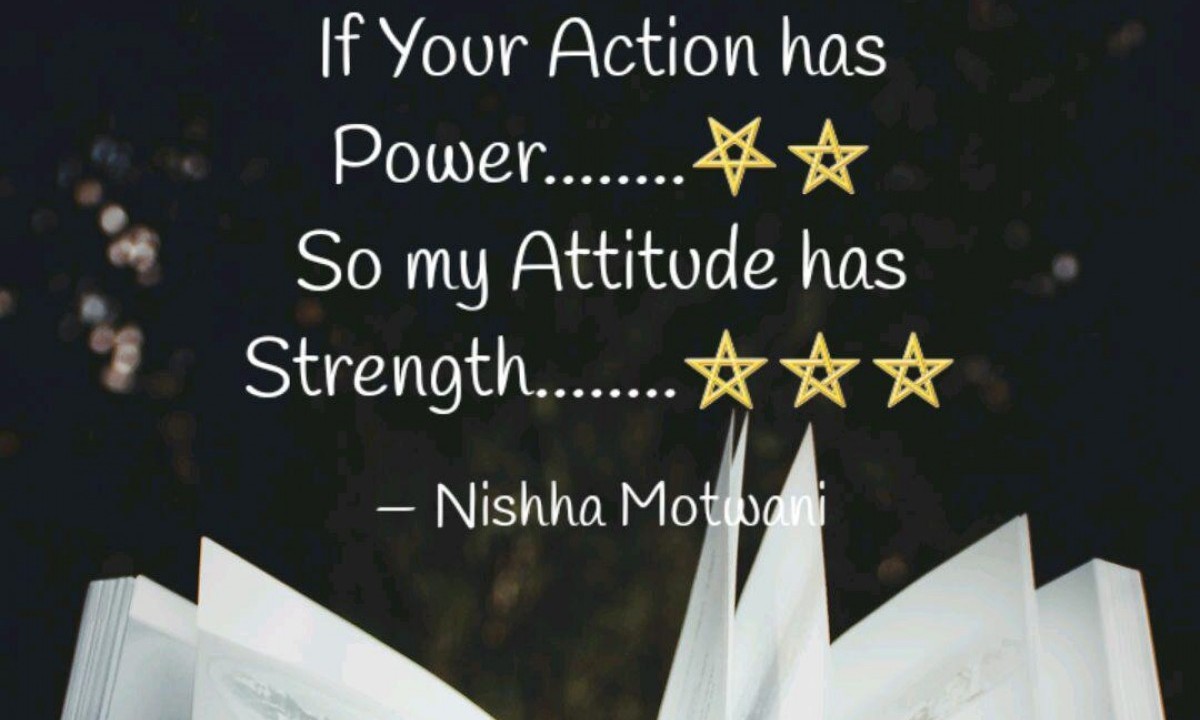 If Your Action has
Power........⛧⛤
So my Attitude has
Strength........⛤⛤⛤
— Nishha Motwani